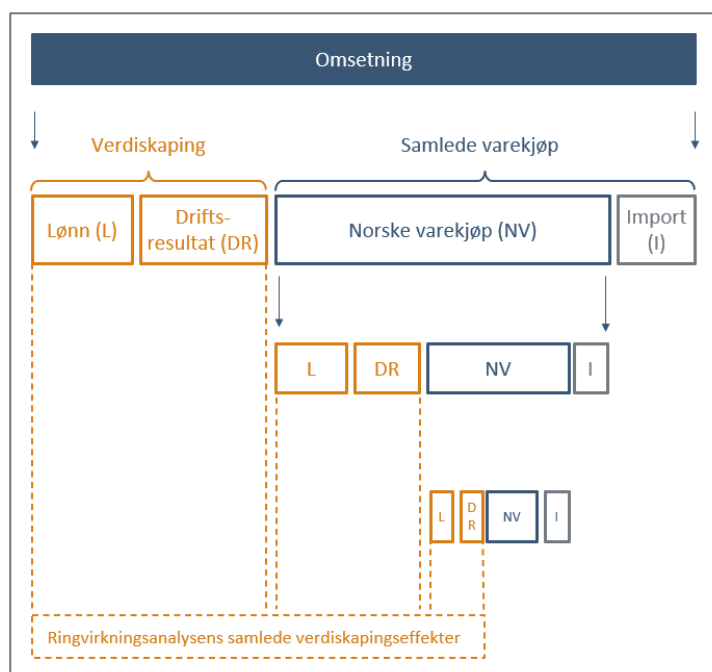 Omsetning
Verdiskaping
Samlede varekjøp
Lønn (L)
Drifts-
resultat (DR)
Norske varekjøp (NV)
Import
(I)
L
DR
NV
I
L
D
R
NV
I
Ringvirkningsanalysens samlede verdiskapingseffekter